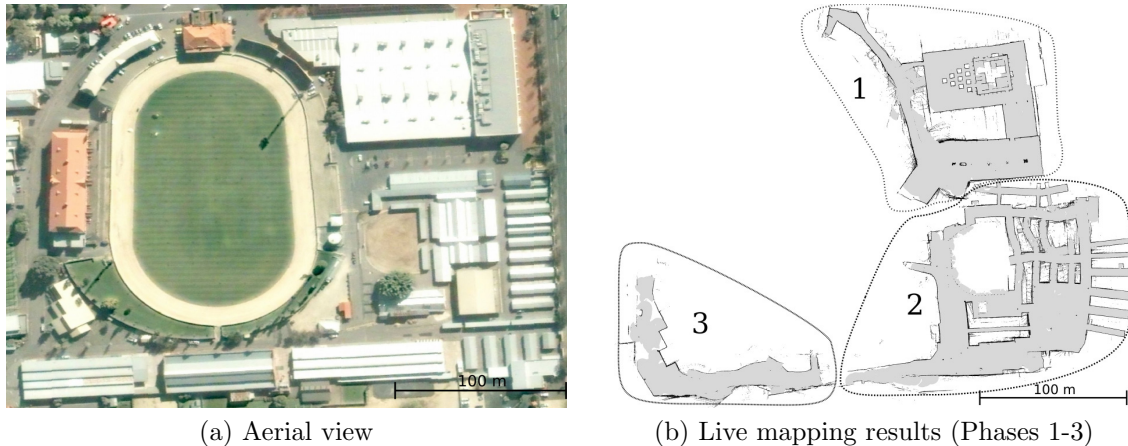 100 m
1
2
3
100 m
(a) Aerial view
(b) Live mapping results (Phases 1-3)